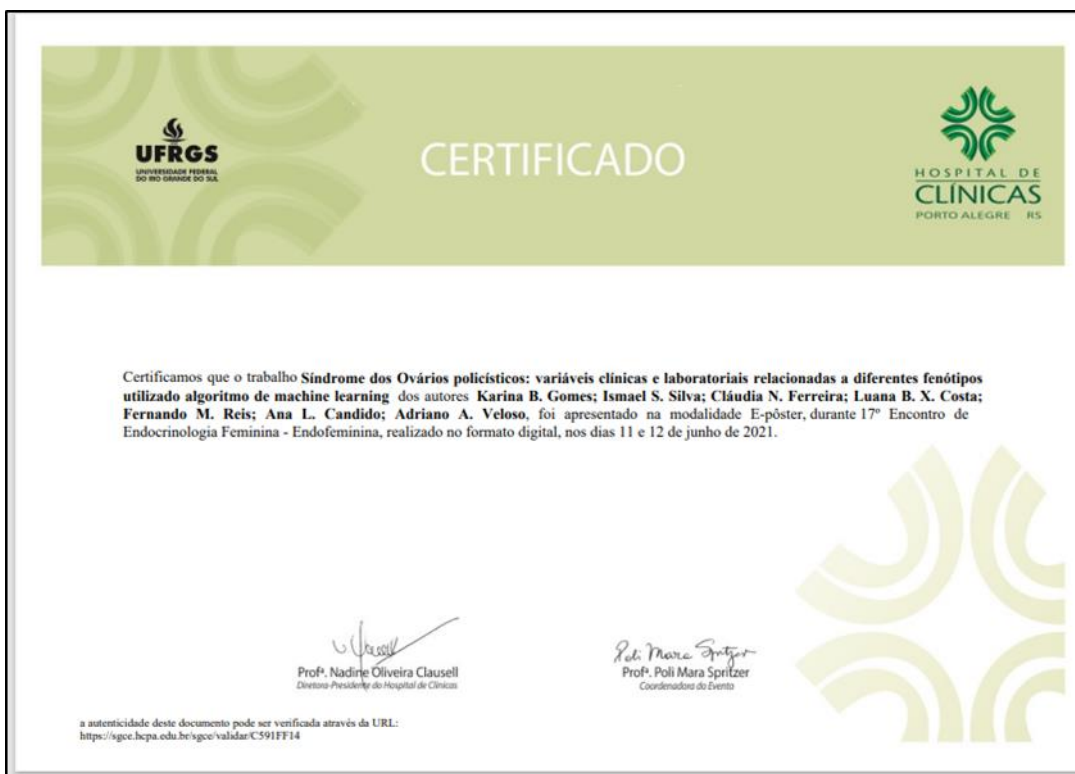 UFRGS
UNIVERSIDADE FEDERAL
DO RIO GRANDE DO SUL
CERTIFICADO
HOSPITAL DE
CLÍNICAS
PORTO ALEGRE RS
Certificamos que o trabalho Síndrome dos Ovários policísticos: variáveis clínicas e laboratoriais relacionadas a diferentes fenótipos
utilizado algoritmo de machine learning dos autores Karina B. Gomes; Ismael S. Silva; Cláudia N. Ferreira; Luana B. X. Costa;
Fernando M. Reis; Ana L. Candido; Adriano A. Veloso, foi apresentado na modalidade E-pôster, durante 17º Encontro de
Endocrinologia Feminina - Endofeminina, realizado no formato digital, nos dias 11 e 12 de junho de 2021.
Poli Mara Spritzer
Profª. Nadine Oliveira Clausell
Diretora-Presidente do Hospital de Clínicas
Profª. Poli Mara Spritzer
Coordenadora do Evento
a autenticidade deste documento pode ser verificada através da URL:
https://sgce.hcpa.edu.br/sgce/validar/C591FF14